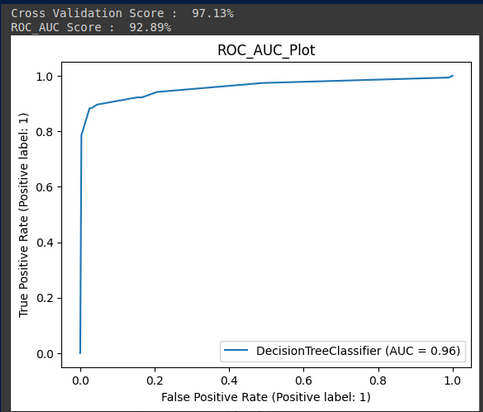 Cross Validation Score :  97.13%
ROC_AUC Score :  92.89%
ROC_AUC_Plot
1.0
0.8
0.6
0.4
0.2
0.0
True Positive Rate (Positive label: 1)
DecisionTreeClassifier (AUC = 0.96)
0.0 0.2 0.4 0.6 0.8 1.0
False Positive Rate (Positive label: 1)